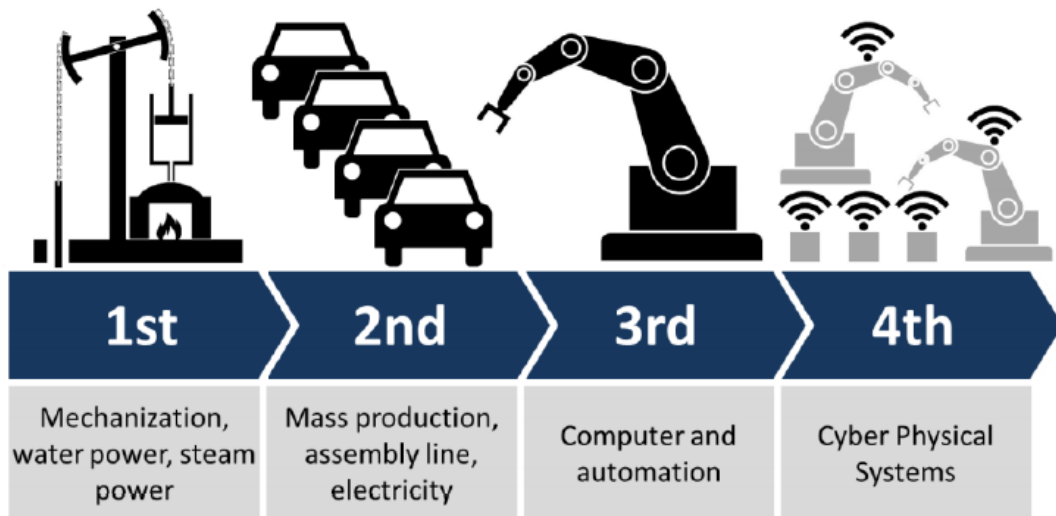 1st
2nd
3rd
4th
Mechanization,
water power, steam
power
Mass production,
assembly line,
electricity
Computer and
automation
Cyber Physical
Systems